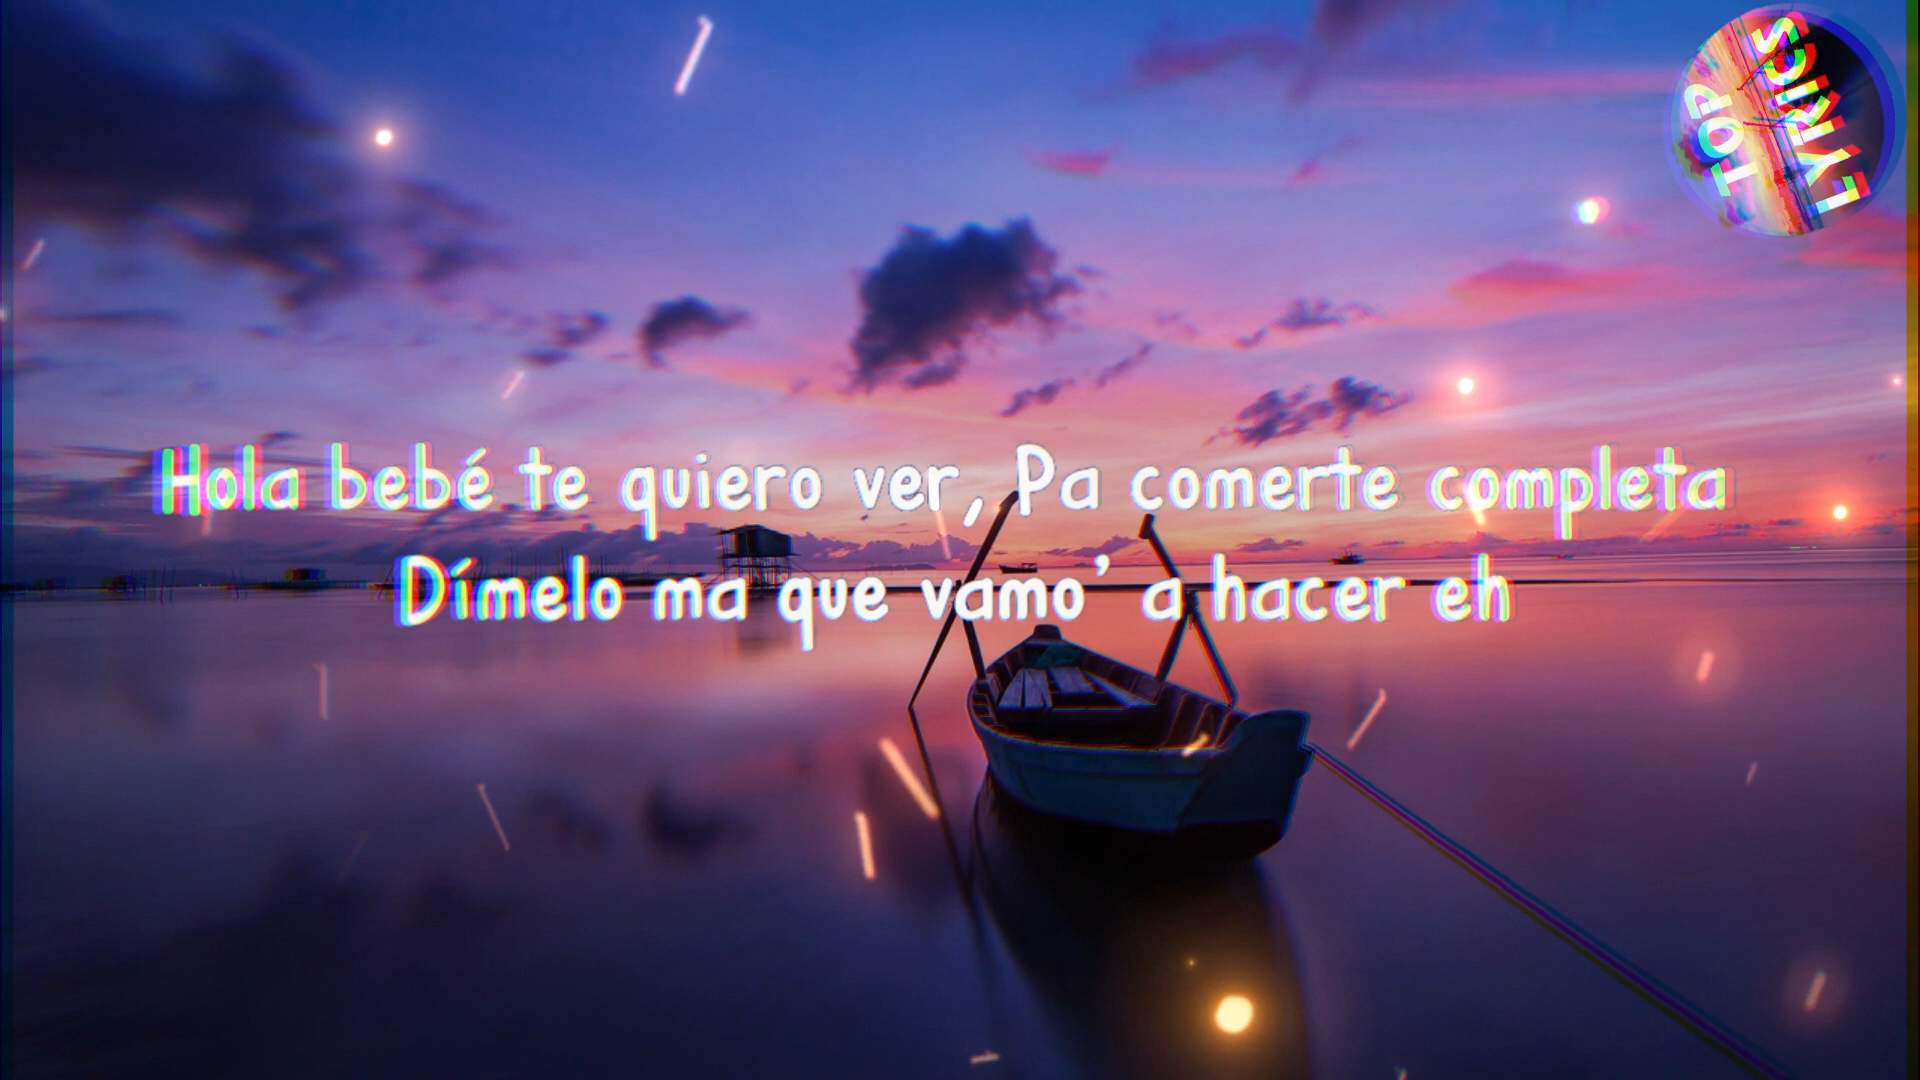 TOP
LYRICS
Hola bebé te quiero ver, Pa comerte completa
Dímelo ma que vamo' a hacer eh